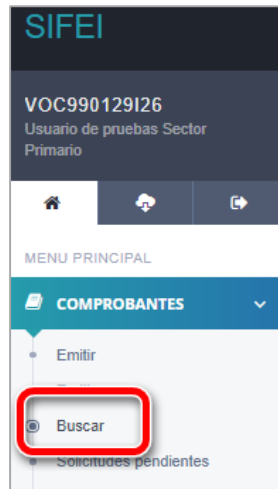 SIFEI
VOC990129I26
Usuario de pruebas Sector
Primario
MENU PRINCIPAL
COMPROBANTES
Emitir
Buscar
Solicitudes pendientes